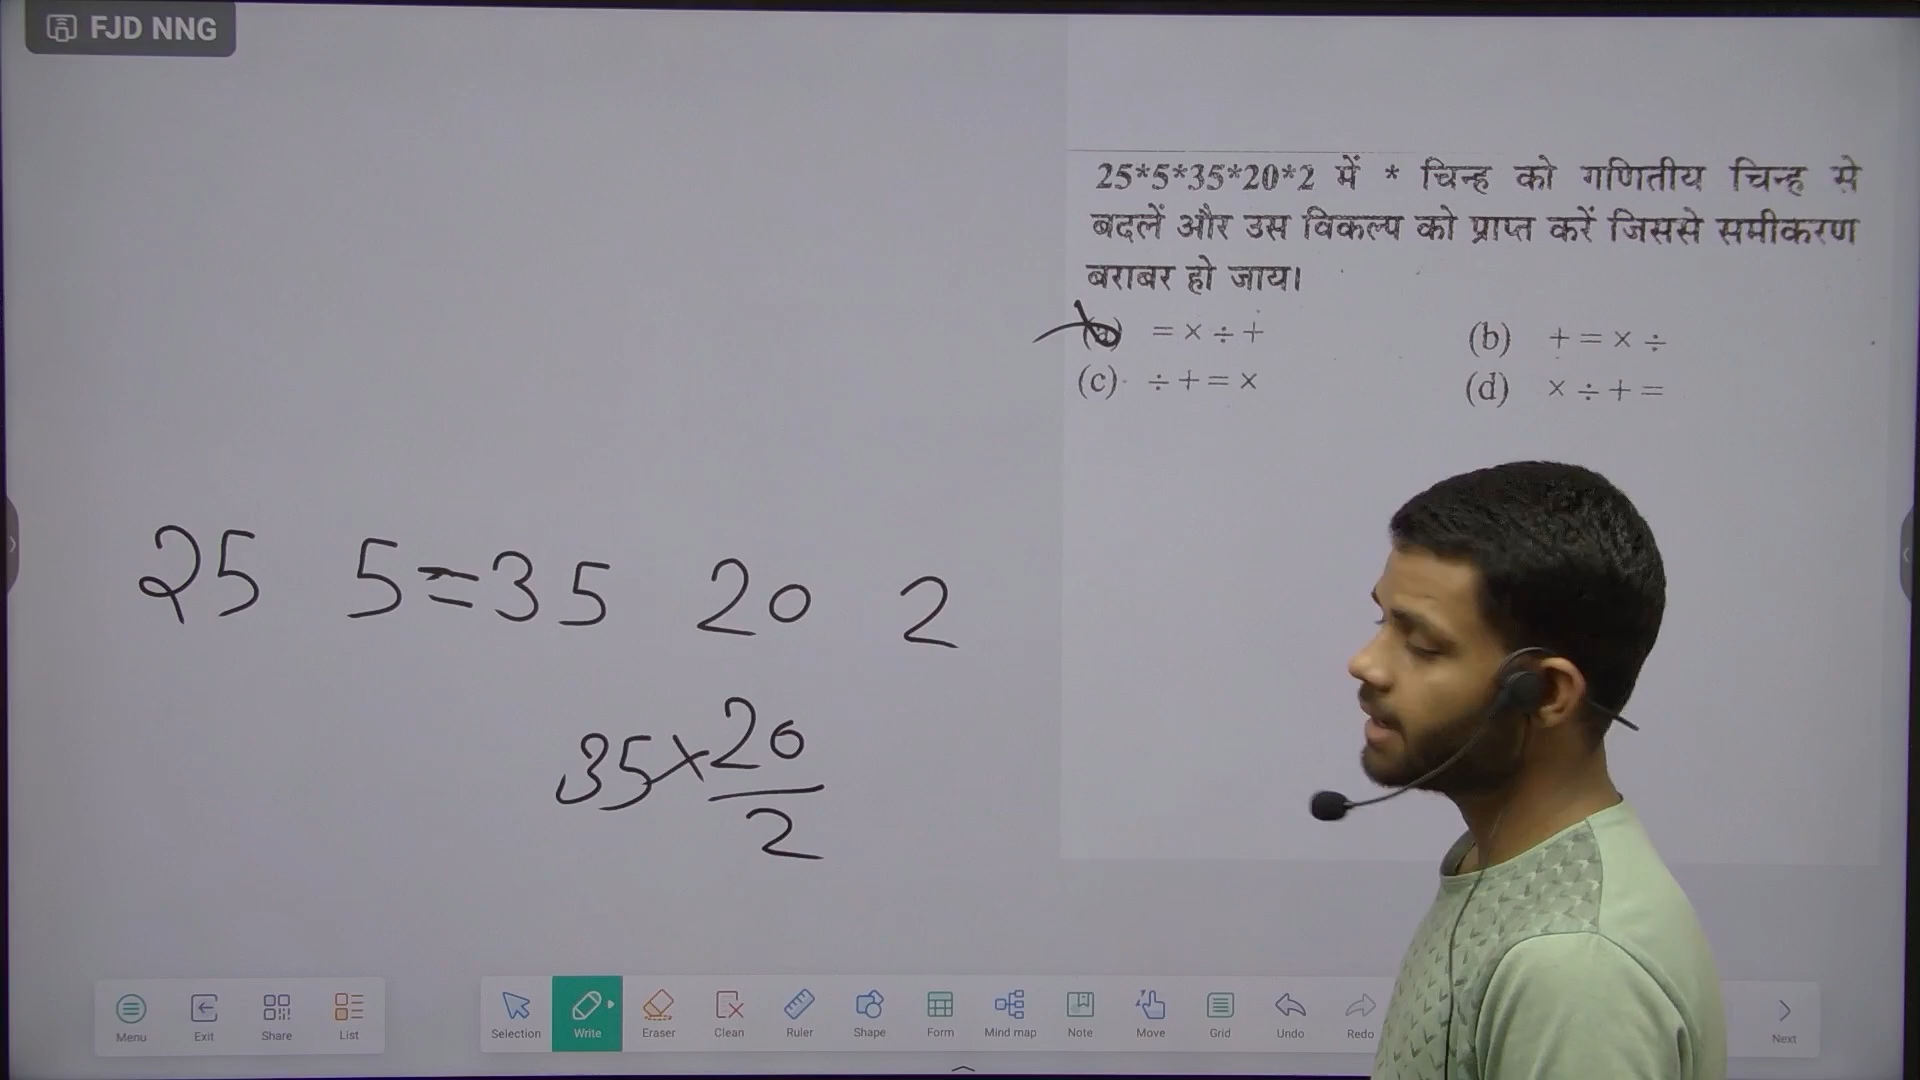 FJD NNG
25*5*35*20*2 में * चिन्ह को गणितीय चिन्ह से
बदलें और उस विकल्प को प्राप्त करें जिससे समीकरण
बराबर हो जाय।
(a) = × ÷ + (b) + = × ÷
(c) ÷ + = × (d) × ÷ + =
25 5=35 20 2
35×20
2
Menu Exit Share List Selection Write Eraser Clean Ruler Shape Form Mind map Note Move Grid Undo Redo Next